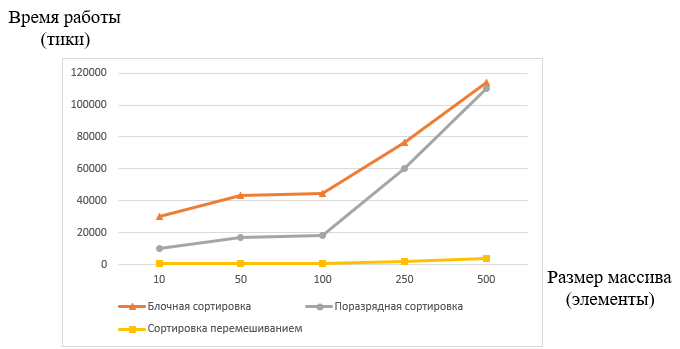 Время работы
(тики)
120000
100000
80000
60000
40000
20000
0
10 50 100 250 500
Размер массива
(элементы)
Блочная сортировка Поразрядная сортировка
Сортировка перемешиванием